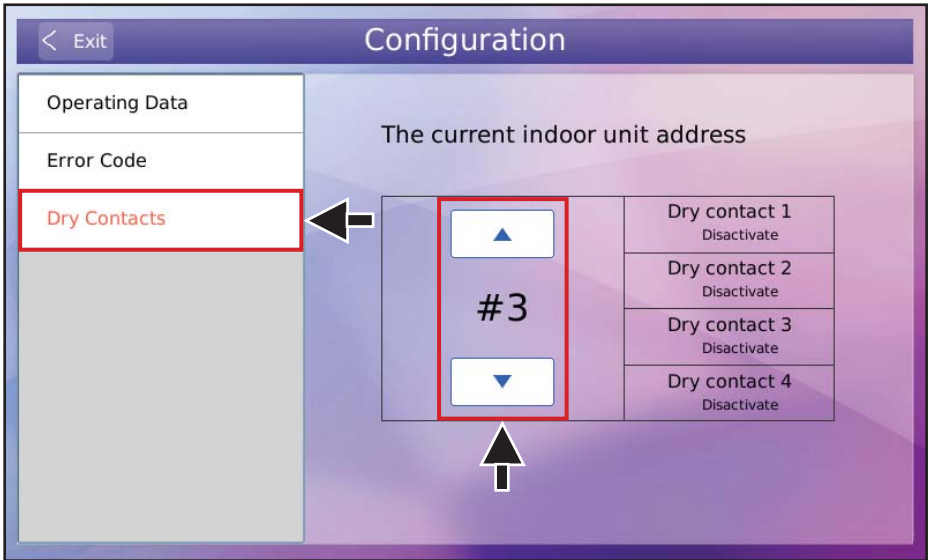 Exit
Configuration
Operating Data
Error Code
Dry Contacts
The current indoor unit address
#3
Dry contact 1
Disactivate
Dry contact 2
Disactivate
Dry contact 3
Disactivate
Dry contact 4
Disactivate